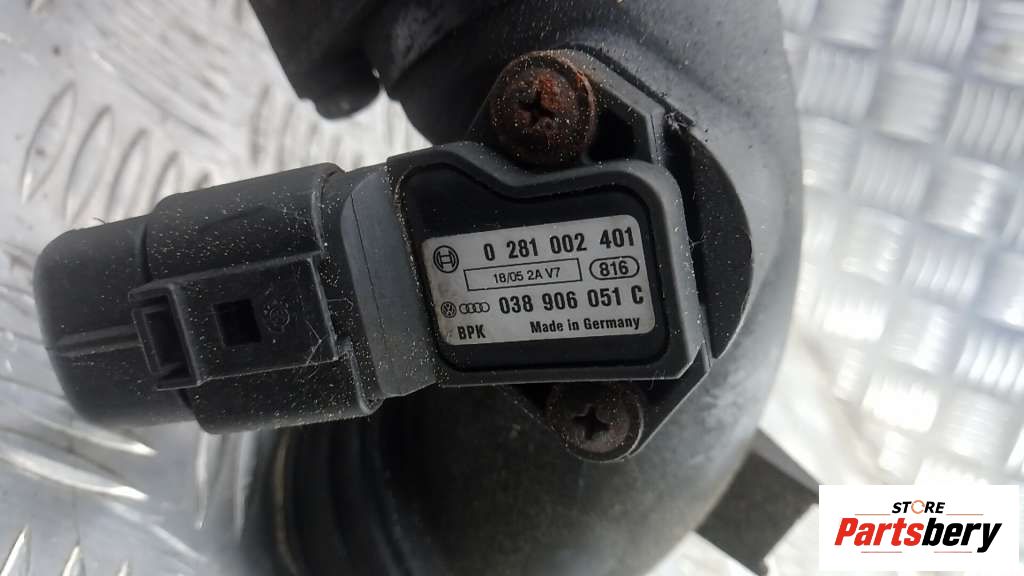 0 281 002 401
18/05 2A V7
816
038 906 051 C
BPK Made in Germany
STORE
Partsbery